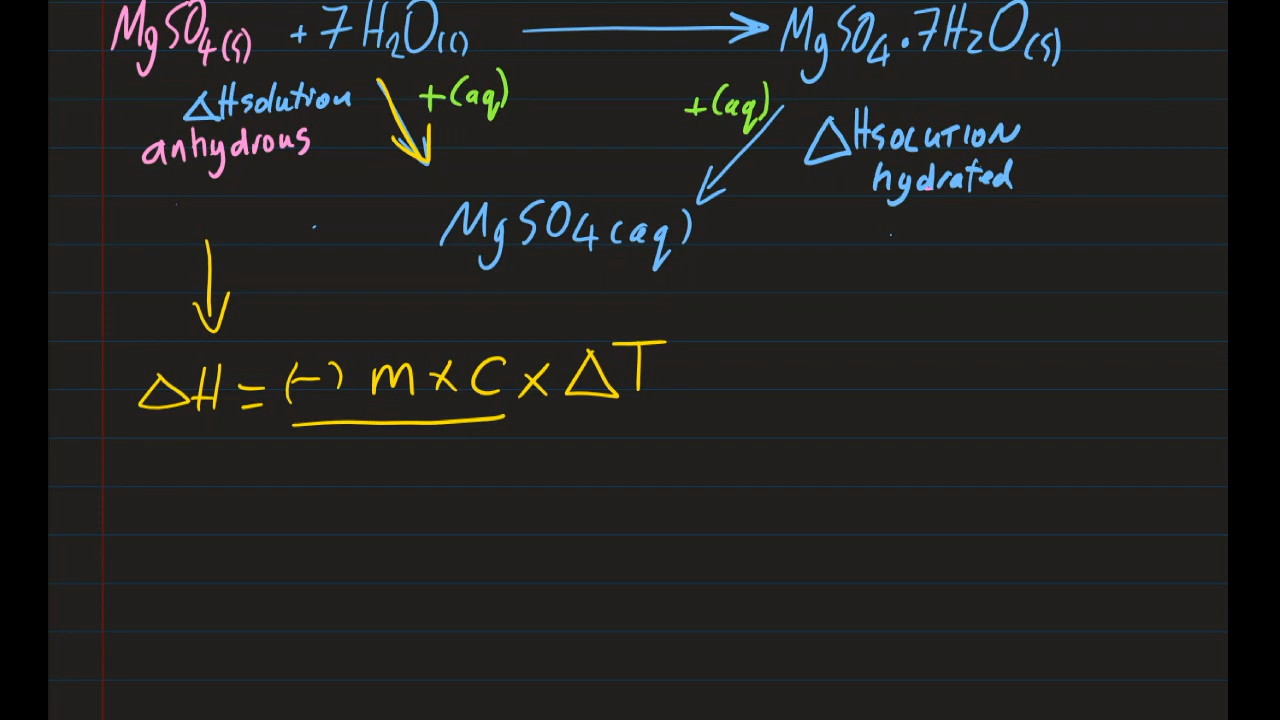 MgSO4(s) + 7H2O(l) → MgSO4.7H2O(s)
ΔHsolution +(aq) +(aq) ΔHSOLUTION
anhydrous hydrated
MgSO4(aq)
ΔH = (-) m x C x ΔT